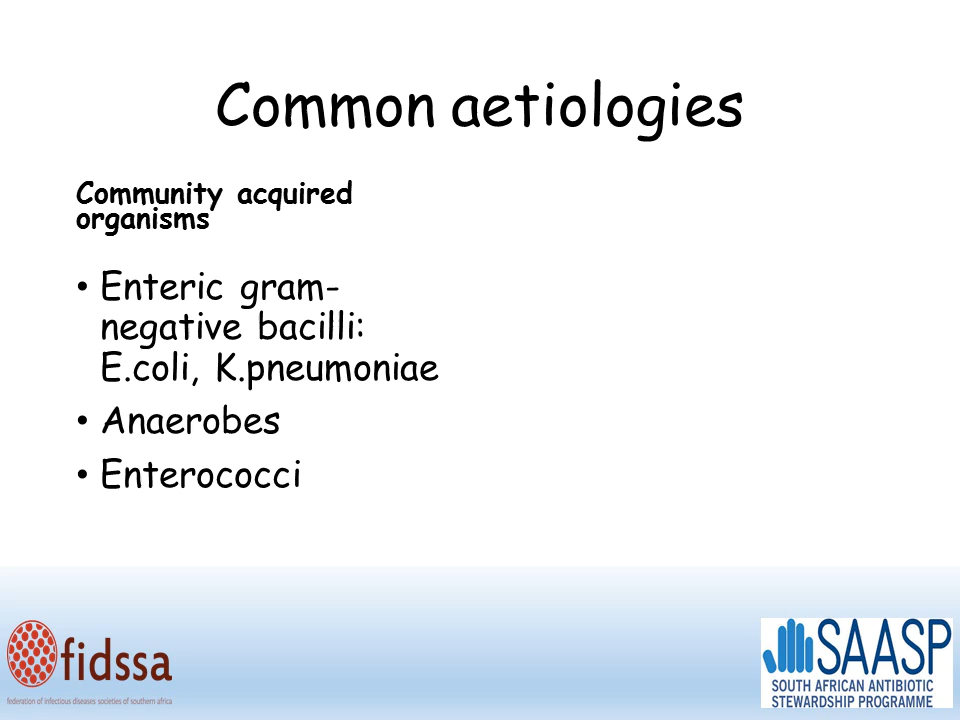 Common aetiologies
Community acquired
organisms
• Enteric gram-
negative bacilli:
E.coli, K.pneumoniae
• Anaerobes
• Enterococci
fidssa
federation of infectious diseases societies of southern africa
SAASP
SOUTH AFRICAN ANTIBIOTIC
STEWARDSHIP PROGRAMME